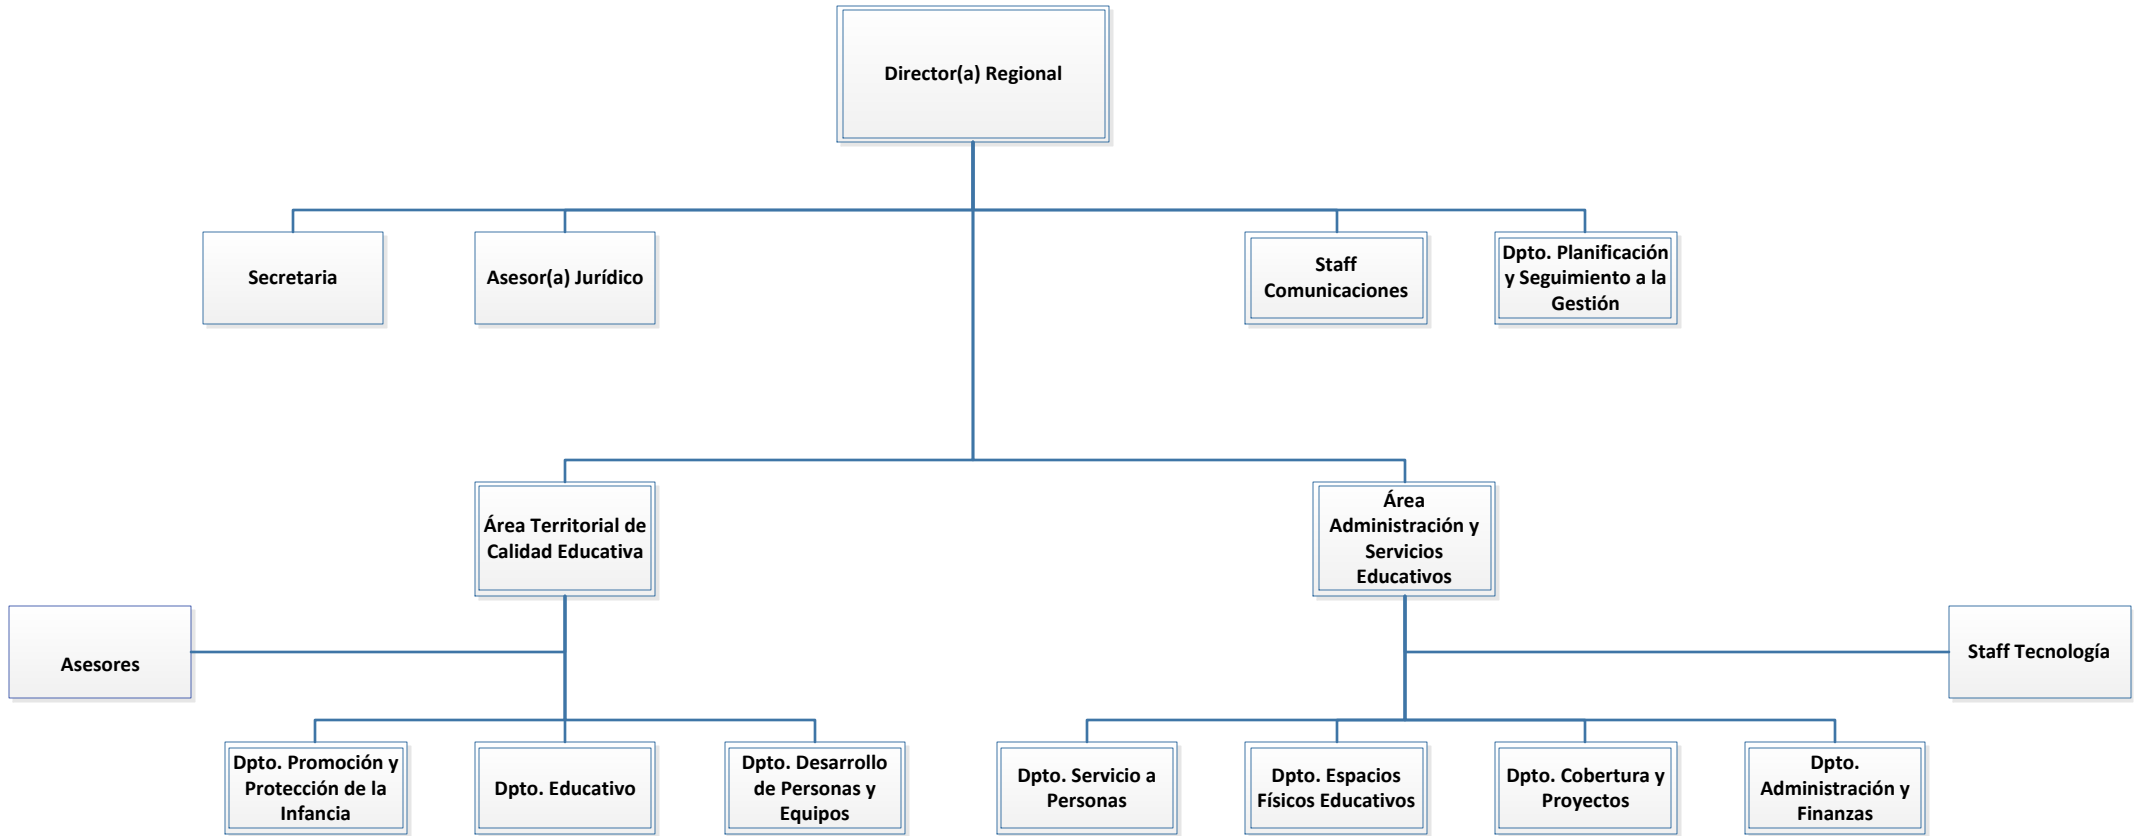 Director(a) Regional
Secretaria
Asesor(a) Jurídico
Staff
Comunicaciones
Dpto. Planificación
y Seguimiento a la
Gestión
Área Territorial de
Calidad Educativa
Área
Administración y
Servicios
Educativos
Asesores
Staff Tecnología
Dpto. Promoción y
Protección de la
Infancia
Dpto. Educativo
Dpto. Desarrollo
de Personas y
Equipos
Dpto. Servicio a
Personas
Dpto. Espacios
Físicos Educativos
Dpto. Cobertura y
Proyectos
Dpto.
Administración y
Finanzas